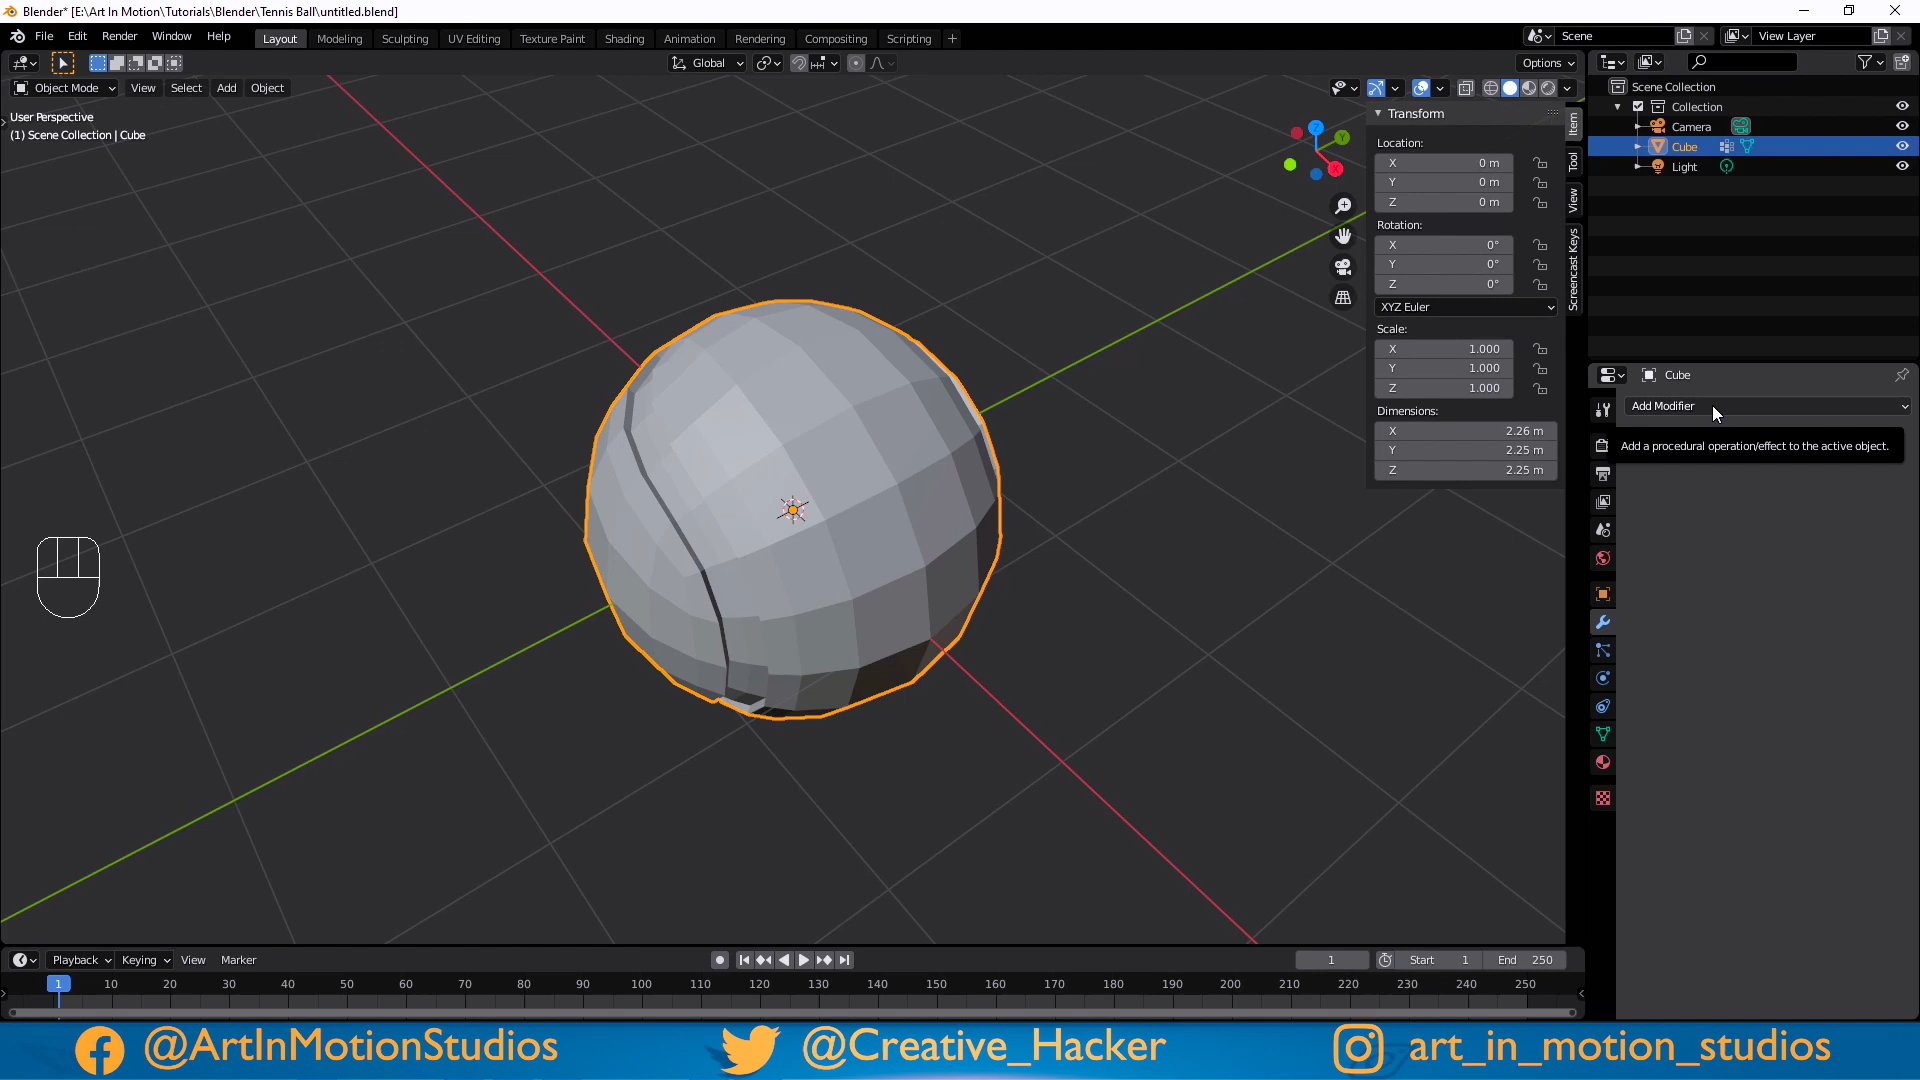 Blender* [E:\Art In Motion\Tutorials\Blender\Tennis Ball\untitled.blend]
File Edit Render Window Help Layout Modeling Sculpting UV Editing Texture Paint Shading Animation Rendering Compositing Scripting Scene View Layer
Global Options
Object Mode View Select Add Object
User Perspective
(1) Scene Collection | Cube
Transform
Location:
X 0 m
Y 0 m
Z 0 m
Rotation:
X 0°
Y 0°
Z 0°
XYZ Euler
Scale:
X 1.000
Y 1.000
Z 1.000
Dimensions:
X 2.26 m
Y 2.25 m
Z 2.25 m
Item
Tool
View
Screencast Keys
Z
Y
X
Scene Collection
Collection
Camera
Cube
Light
Cube
Add Modifier
Add a procedural operation/effect to the active object.
Playback Keying View Marker 1 Start 1 End 250
1 10 20 30 40 50 60 70 80 90 100 110 120 130 140 150 160 170 180 190 200 210 220 230 240 250
@ArtInMotionStudios @Creative_Hacker art_in_motion_studios